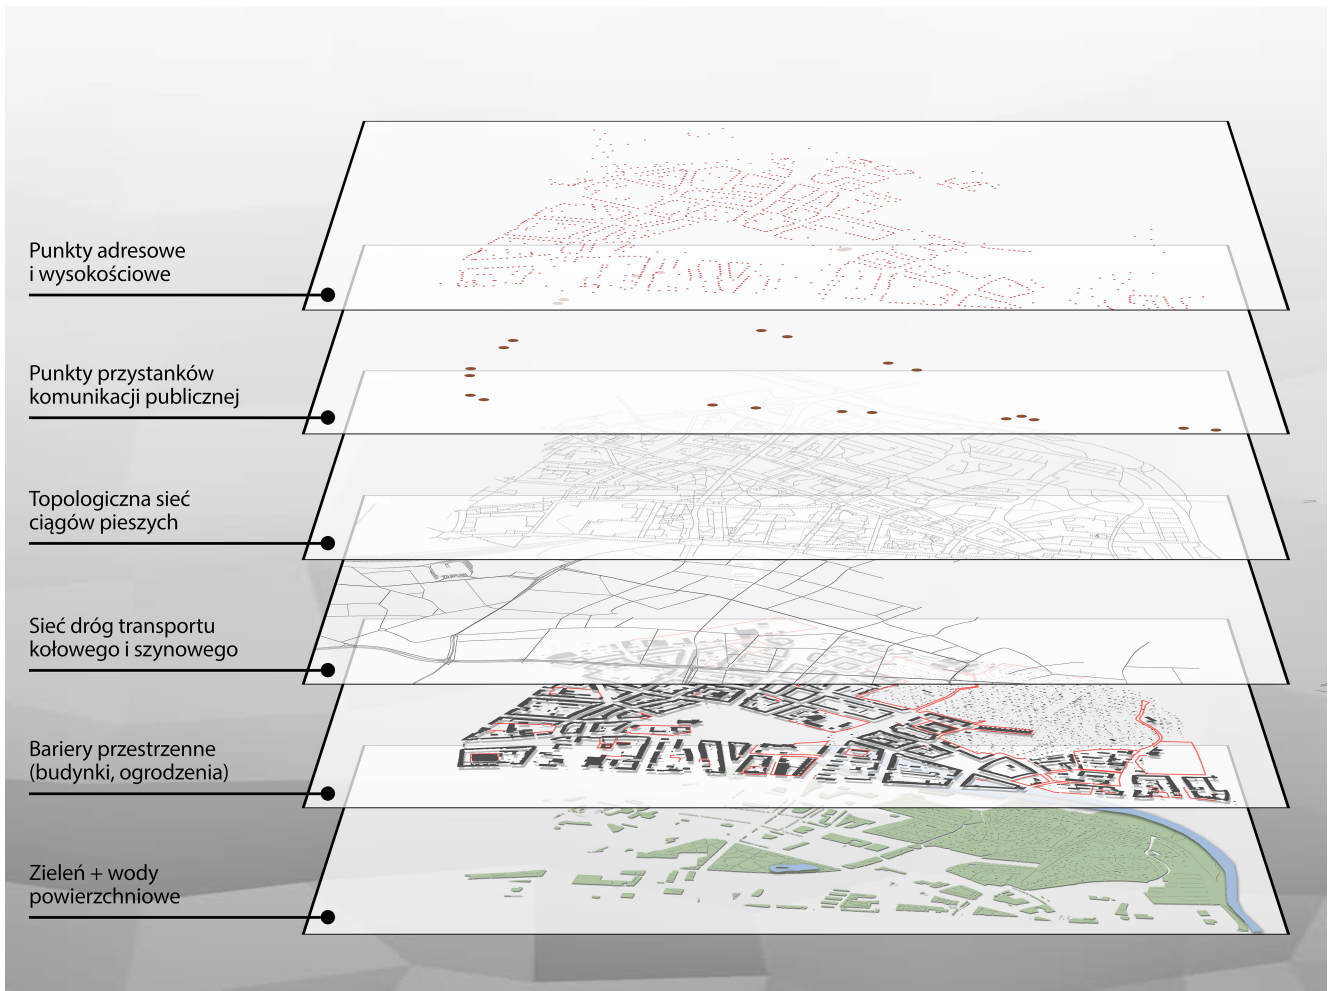 Punkty adresowe
i wysokościowe
Punkty przystanków
komunikacji publicznej
Topologiczna sieć
ciągów pieszych
Sieć dróg transportu
kołowego i szynowego
Bariery przestrzenne
(budynki, ogrodzenia)
Zieleń + wody
powierzchniowe